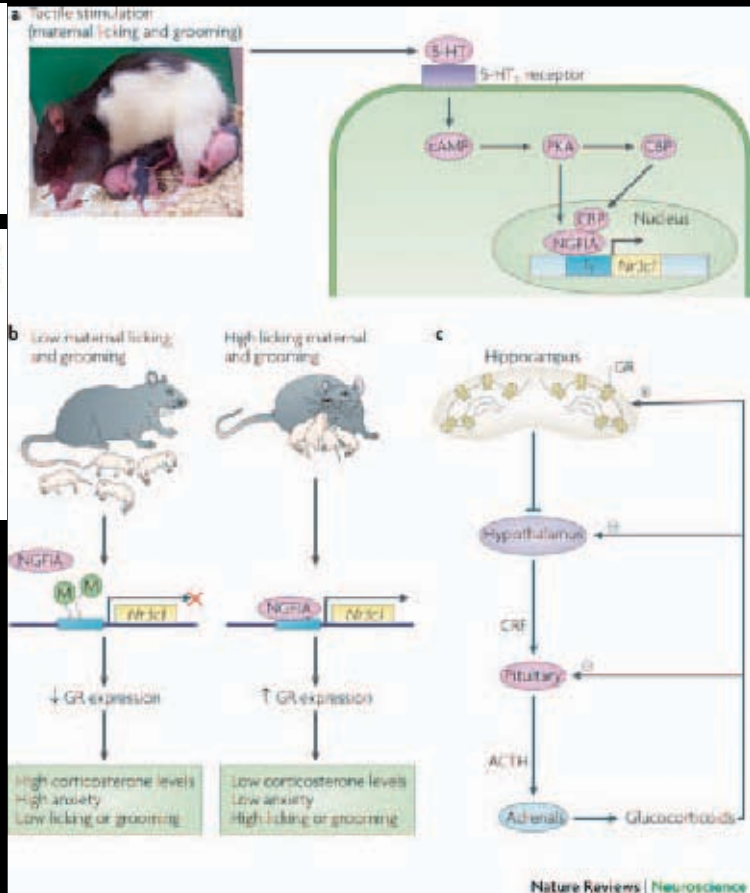 a Tactile stimulation
(maternal licking and grooming)
5-HT
5-HT₇ receptor
cAMP
PKA
CBP
CBP
NGFIA
Nucleus
Nr3c1
b Low maternal licking
and grooming
High licking maternal
and grooming
NGFIA
M
M
Nr3c1
↓ GR expression
High corticosterone levels
High anxiety
Low licking or grooming
NGFIA
Nr3c1
↑ GR expression
Low corticosterone levels
Low anxiety
High licking or grooming
c
Hippocampus
GR
Hypothalamus
CRF
Pituitary
ACTH
Adrenals
Glucocorticoids
Nature Reviews | Neuroscience